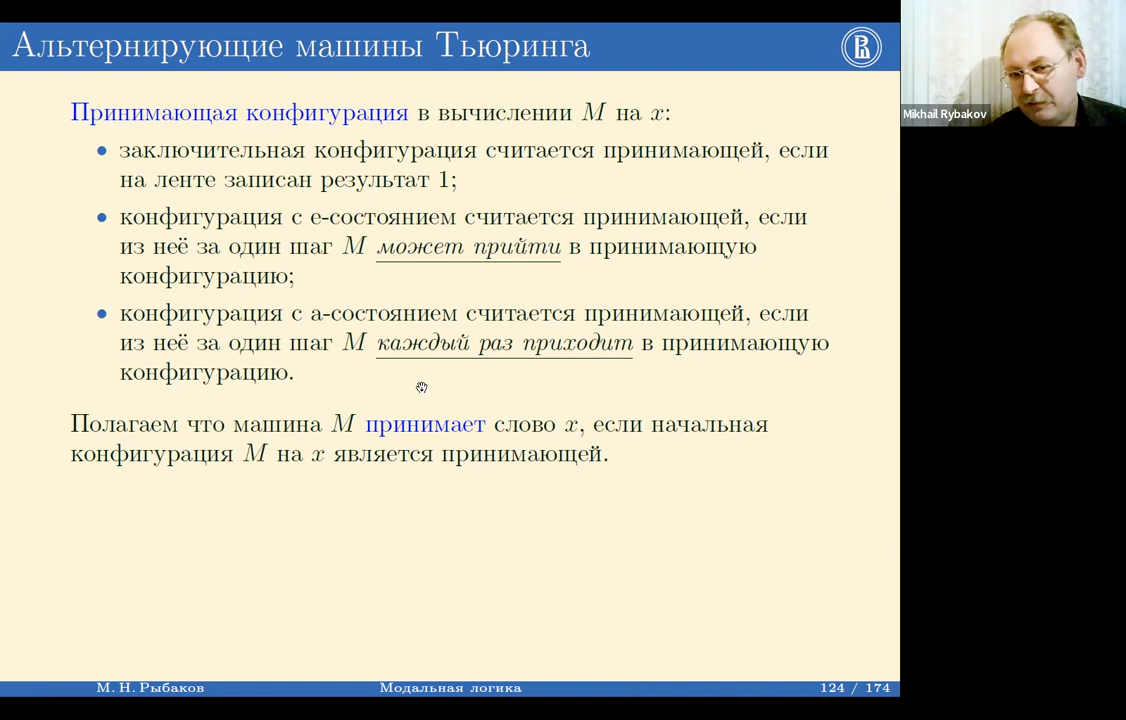 Альтернирующие машины Тьюринга
Принимающая конфигурация в вычислении M на x:
• заключительная конфигурация считается принимающей, если
на ленте записан результат 1;
• конфигурация с е-состоянием считается принимающей, если
из неё за один шаг M может прийти в принимающую
конфигурацию;
• конфигурация с а-состоянием считается принимающей, если
из неё за один шаг M каждый раз приходит в принимающую
конфигурацию.
Полагаем что машина M принимает слово x, если начальная
конфигурация M на x является принимающей.
М. Н. Рыбаков
Модальная логика
124 / 174
Mikhail Rybakov